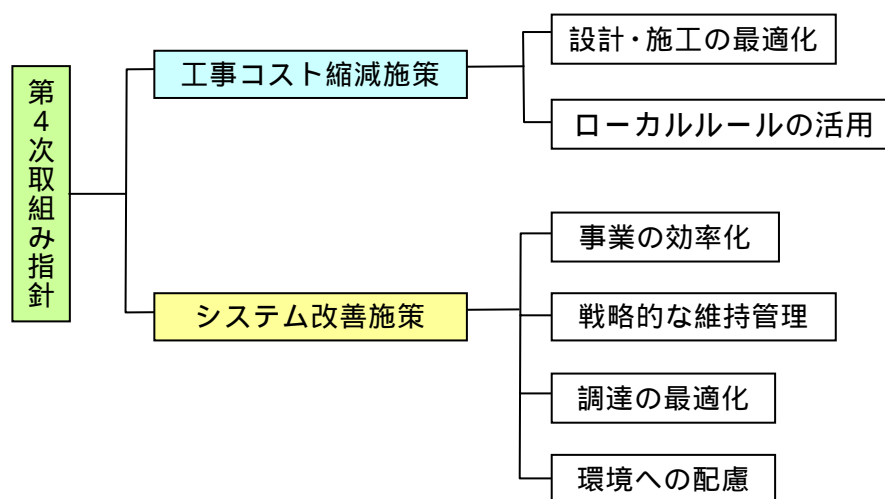 第4次取組み指針
工事コスト縮減施策
設計・施工の最適化
ローカルルールの活用
システム改善施策
事業の効率化
戦略的な維持管理
調達の最適化
環境への配慮